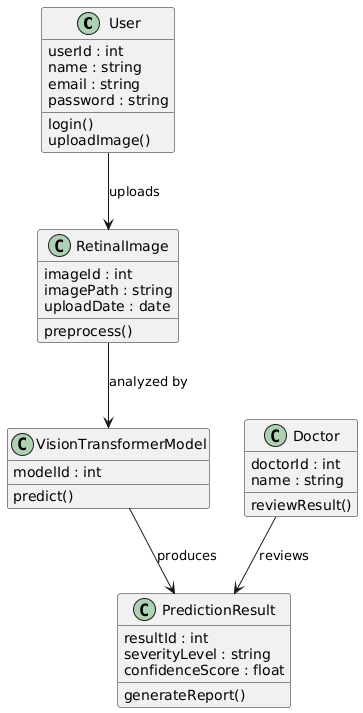 C User
userId : int
name : string
email : string
password : string
login()
uploadImage()
uploads
C RetinalImage
imageId : int
imagePath : string
uploadDate : date
preprocess()
analyzed by
C VisionTransformerModel
modelId : int
predict()
C Doctor
doctorId : int
name : string
reviewResult()
produces
reviews
C PredictionResult
resultId : int
severityLevel : string
confidenceScore : float
generateReport()